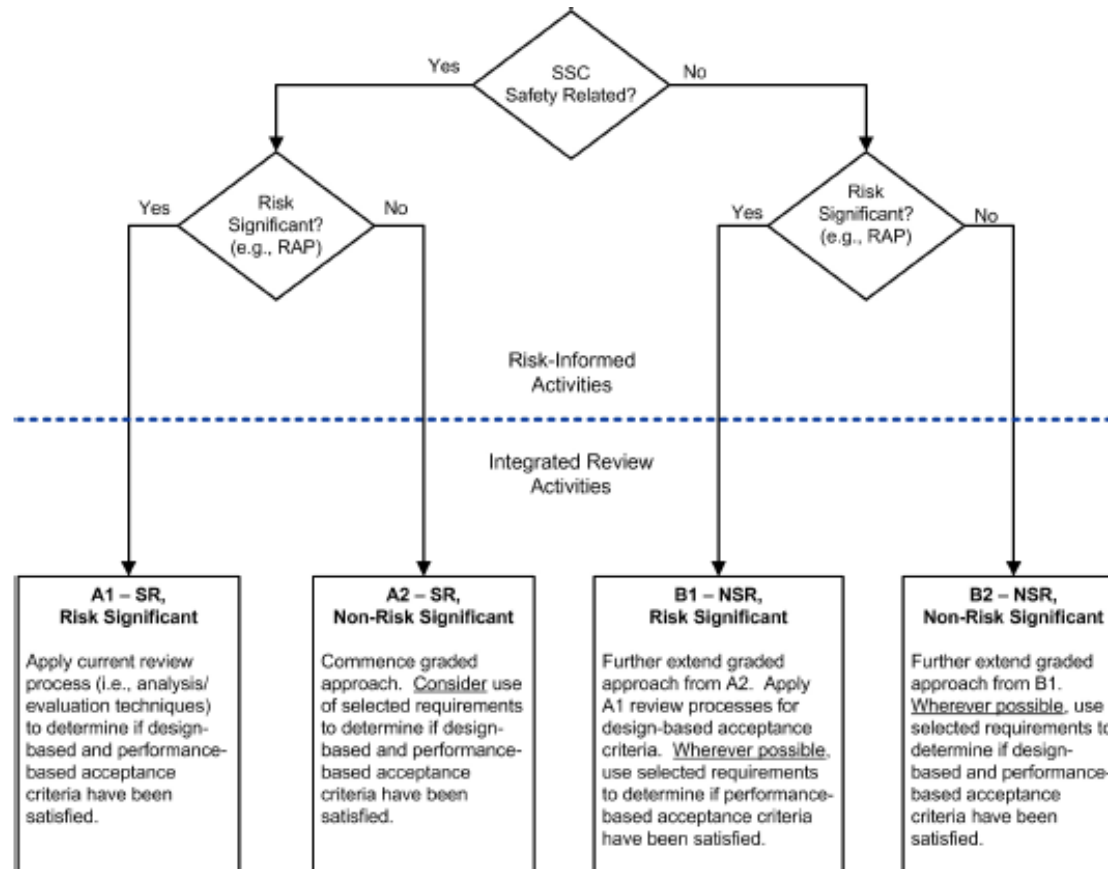 SSC
Safety Related?
Yes
No
Risk
Significant?
(e.g., RAP)
Yes
No
Risk
Significant?
(e.g., RAP)
Yes
No
Risk-Informed
Activities
Integrated Review
Activities
A1 – SR,
Risk Significant
Apply current review
process (i.e., analysis/
evaluation techniques)
to determine if design-
based and performance-
based acceptance
criteria have been
satisfied.
A2 – SR,
Non-Risk Significant
Commence graded
approach. Consider use
of selected requirements
to determine if design-
based and performance-
based acceptance
criteria have been
satisfied.
B1 – NSR,
Risk Significant
Further extend graded
approach from A2. Apply
A1 review processes for
design-based acceptance
criteria. Wherever possible,
use selected requirements
to determine if performance-
based acceptance criteria
have been satisfied.
B2 – NSR,
Non-Risk Significant
Further extend graded
approach from B1.
Wherever possible, use
selected requirements to
determine if design-
based and performance-
based acceptance
criteria have been
satisfied.